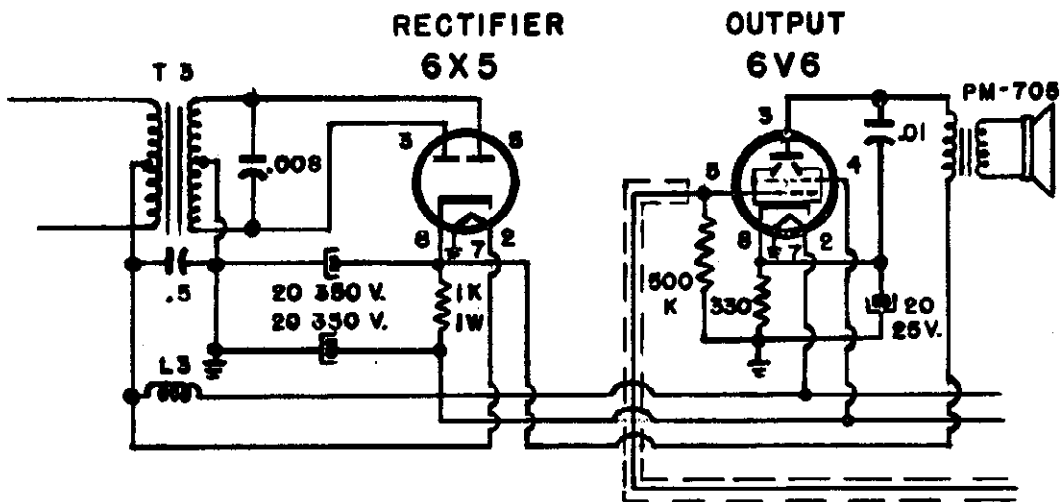 RECTIFIER
6X5
OUTPUT
6V6
T 3
.008
3
5
8
7
2
.5
20 350 V.
20 350 V.
1K
1W
L3
3
5
4
8
7
2
.01
PM-705
500
K
330
20
25V.